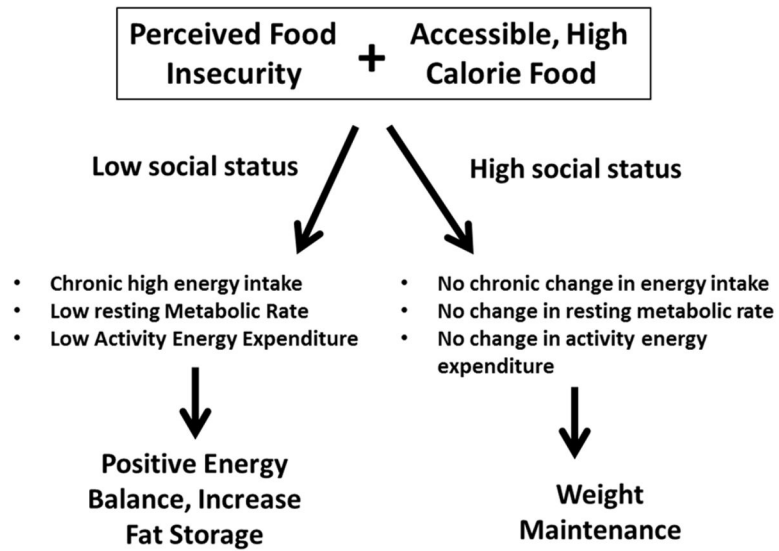 Perceived Food
Insecurity
+
Accessible, High
Calorie Food
Low social status
High social status
• Chronic high energy intake
• Low resting Metabolic Rate
• Low Activity Energy Expenditure
• No chronic change in energy intake
• No change in resting metabolic rate
• No change in activity energy
expenditure
Positive Energy
Balance, Increase
Fat Storage
Weight
Maintenance